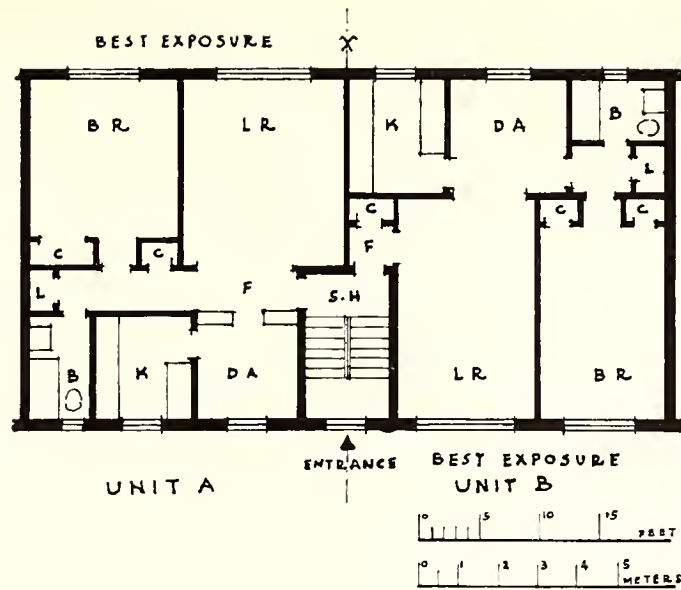 BEST EXPOSURE
X
BR
LR
K
DA
B
L
C
C
C
F
C
C
L
F
S.H
B
K
DA
LR
BR
ENTRANCE
BEST EXPOSURE
UNIT A
UNIT B
0 5 10 15 FEET
0 1 2 3 4 5 METERS